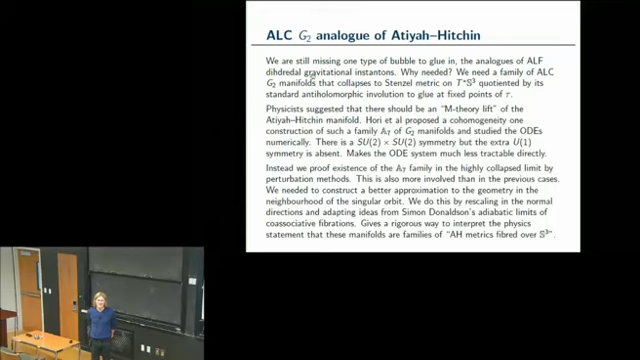 ALC G₂ analogue of Atiyah–Hitchin
We are still missing one type of bubble to glue in, the analogues of ALF
dihdredal gravitational instantons. Why needed? We need a family of ALC
G₂ manifolds that collapses to Stenzel metric on T*S³ quotiented by its
standard antiholomorphic involution to glue at fixed points of τ.
Physicists suggested that there should be an “M-theory lift” of the
Atiyah-Hitchin manifold. Hori et al proposed a cohomogeneity one
construction of such a family 𝔸₇ of G₂ manifolds and studied the ODEs
numerically. There is a SU(2) × SU(2) symmetry but the extra U(1)
symmetry is absent. Makes the ODE system much less tractable directly.
Instead we proof existence of the 𝔸₇ family in the highly collapsed limit by
perturbation methods. This is also more involved than in the previous cases.
We needed to construct a better approximation to the geometry in the
neighbourhood of the singular orbit. We do this by rescaling in the normal
directions and adapting ideas from Simon Donaldson's adiabatic limits of
coassociative fibrations. Gives a rigorous way to interpret the physics
statement that these manifolds are families of “AH metrics fibred over 𝕊³”.